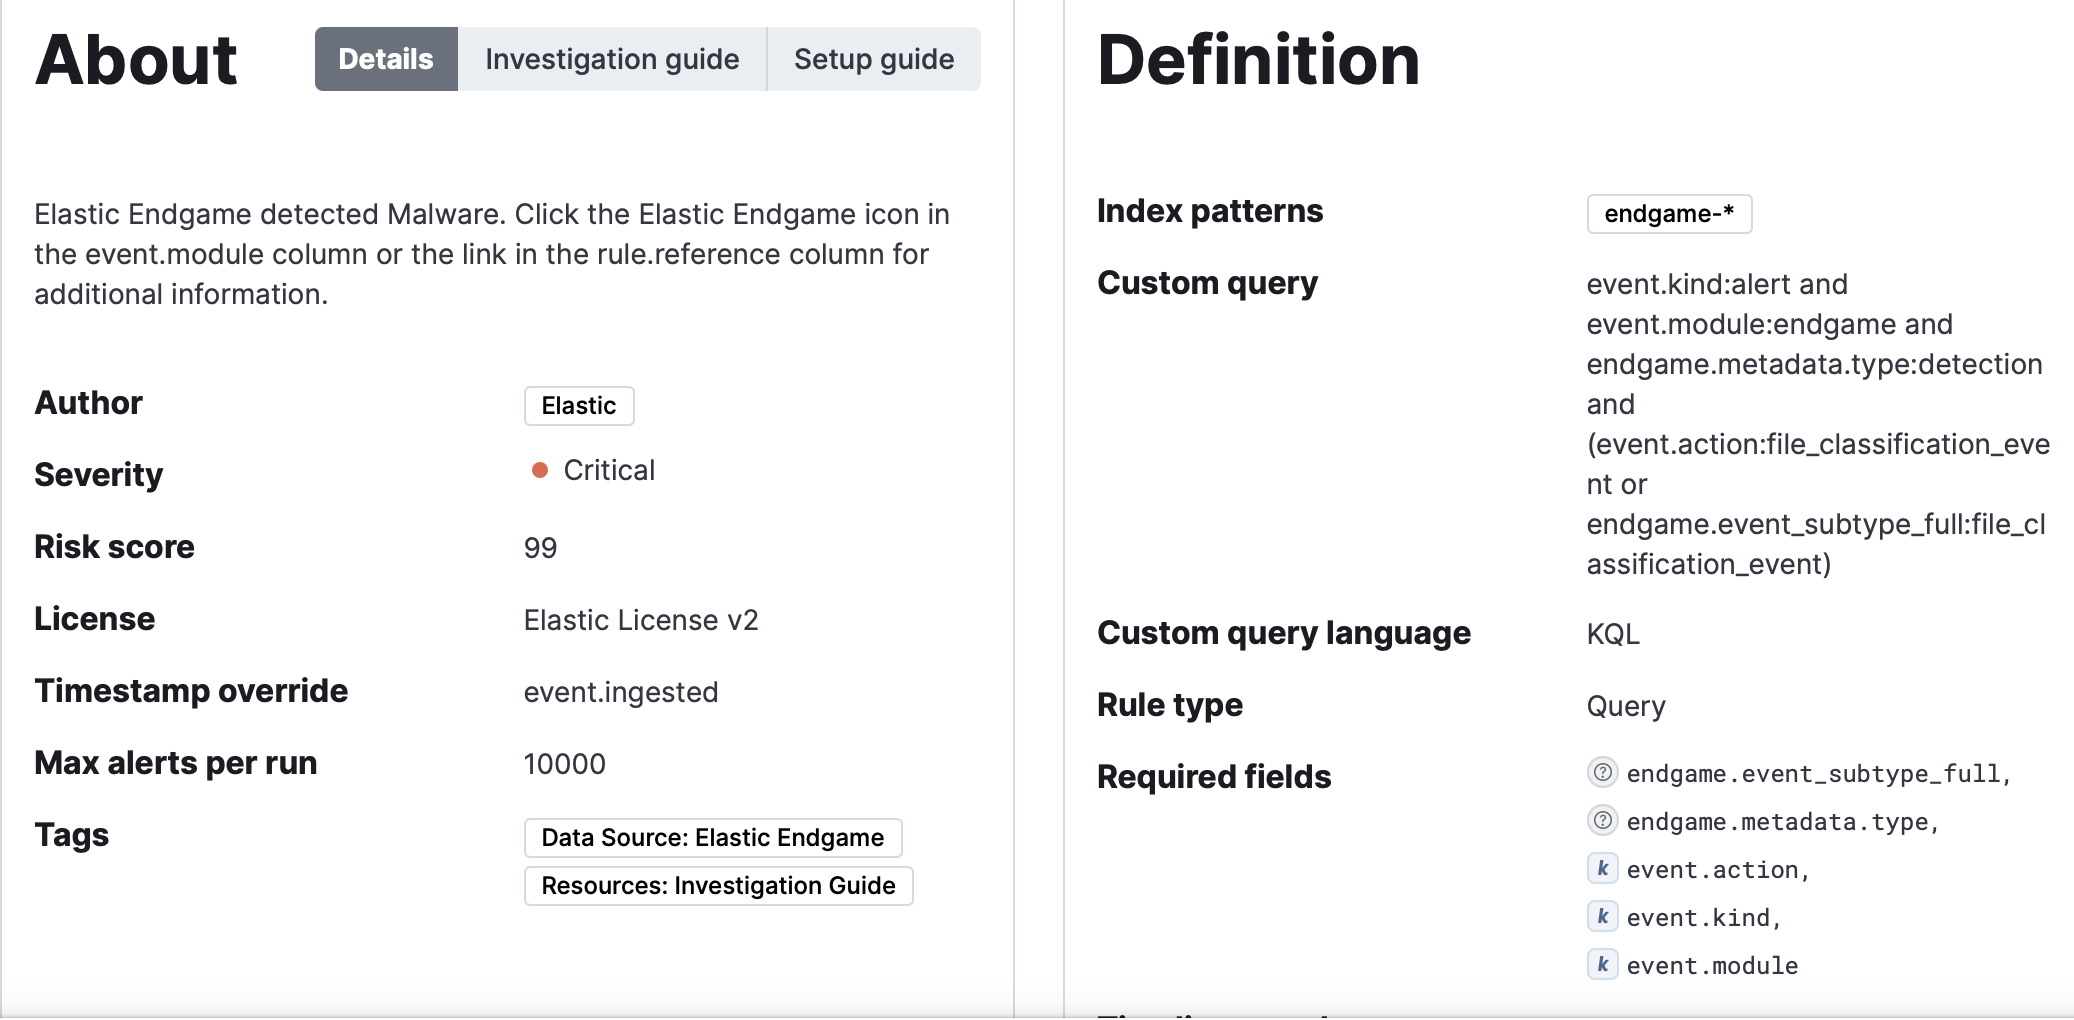 About
Details
Investigation guide
Setup guide
Elastic Endgame detected Malware. Click the Elastic Endgame icon in
the event.module column or the link in the rule.reference column for
additional information.
Author
Elastic
Severity
Critical
Risk score
99
License
Elastic License v2
Timestamp override
event.ingested
Max alerts per run
10000
Tags
Data Source: Elastic Endgame
Resources: Investigation Guide
Definition
Index patterns
endgame-*
Custom query
event.kind:alert and
event.module:endgame and
endgame.metadata.type:detection
and
(event.action:file_classification_eve
nt or
endgame.event_subtype_full:file_cl
assification_event)
Custom query language
KQL
Rule type
Query
Required fields
? endgame.event_subtype_full,
? endgame.metadata.type,
k event.action,
k event.kind,
k event.module